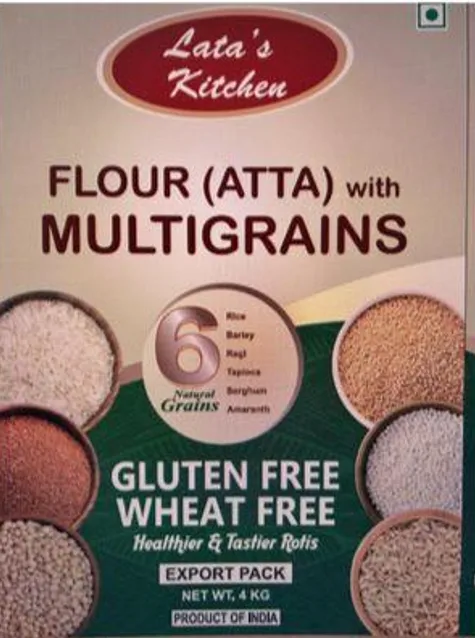 Lata's
Kitchen
FLOUR (ATTA) with
MULTIGRAINS
6
Natural
Grains
Rice
Barley
Ragi
Tapioca
Sorghum
Amaranth
GLUTEN FREE
WHEAT FREE
Healthier & Tastier Rotis
EXPORT PACK
NET WT, 4 KG
PRODUCT OF INDIA